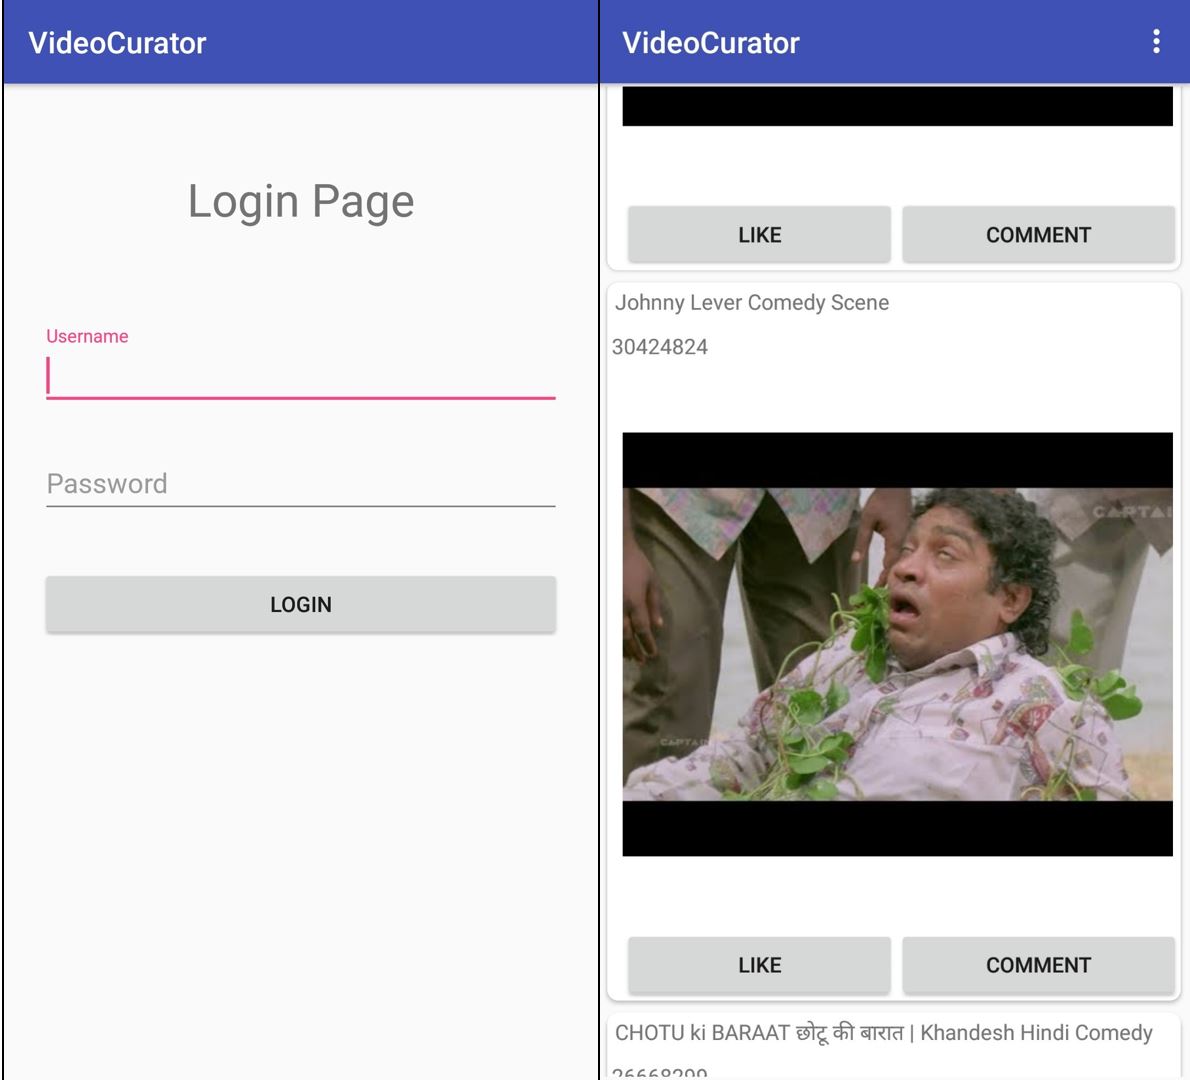 VideoCurator
Login Page
Username
Password
LOGIN
VideoCurator
LIKE
COMMENT
Johnny Lever Comedy Scene
30424824
CAPTAI
CAPTAI
LIKE
COMMENT
CHOTU ki BARAAT छोटू की बारात | Khandesh Hindi Comedy
26668299